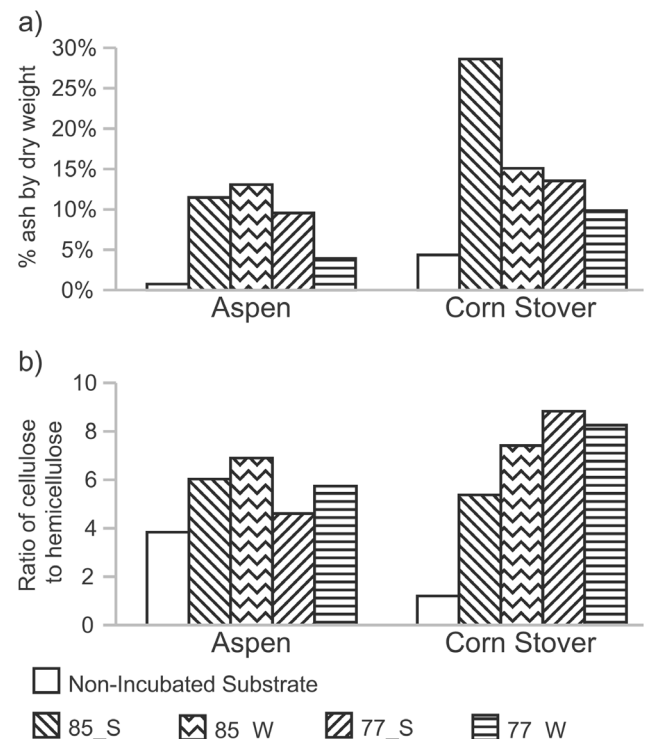 a)
% ash by dry weight
30%
25%
20%
15%
10%
5%
0%
Aspen Corn Stover
b)
Ratio of cellulose
to hemicellulose
10
8
6
4
2
0
Aspen Corn Stover
Non-Incubated Substrate
85_S 85_W 77_S 77_W